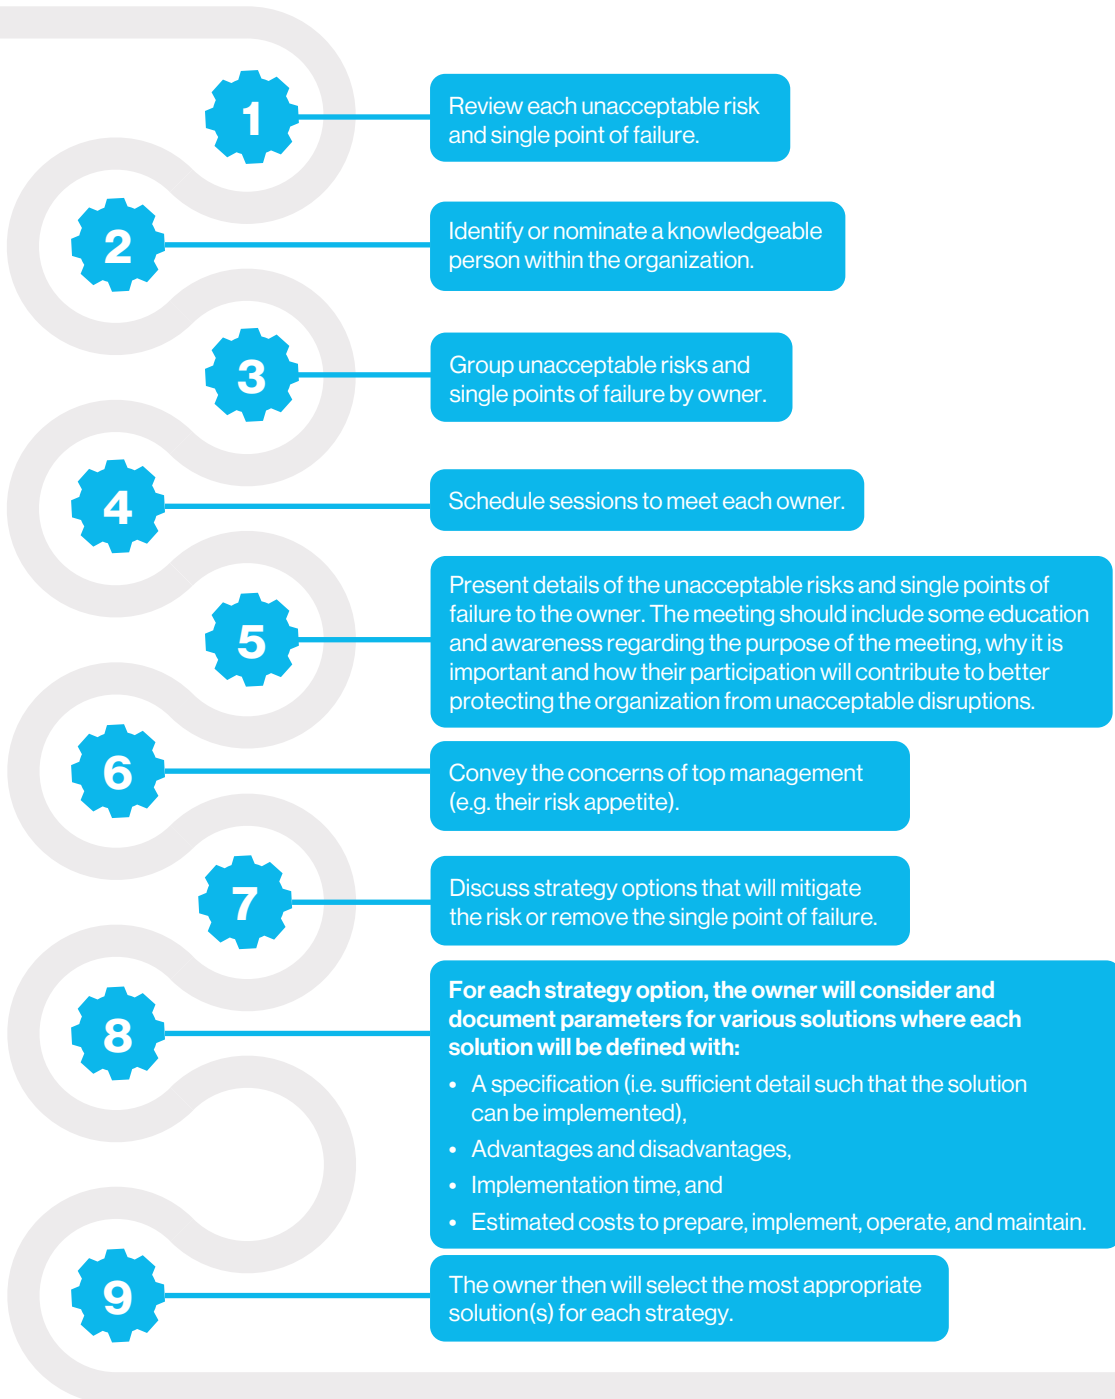 1
Review each unacceptable risk
and single point of failure.
2
Identify or nominate a knowledgeable
person within the organization.
3
Group unacceptable risks and
single points of failure by owner.
4
Schedule sessions to meet each owner.
5
Present details of the unacceptable risks and single points of
failure to the owner. The meeting should include some education
and awareness regarding the purpose of the meeting, why it is
important and how their participation will contribute to better
protecting the organization from unacceptable disruptions.
6
Convey the concerns of top management
(e.g. their risk appetite).
7
Discuss strategy options that will mitigate
the risk or remove the single point of failure.
8
For each strategy option, the owner will consider and
document parameters for various solutions where each
solution will be defined with:
• A specification (i.e. sufficient detail such that the solution
can be implemented),
• Advantages and disadvantages,
• Implementation time, and
• Estimated costs to prepare, implement, operate, and maintain.
9
The owner then will select the most appropriate
solution(s) for each strategy.